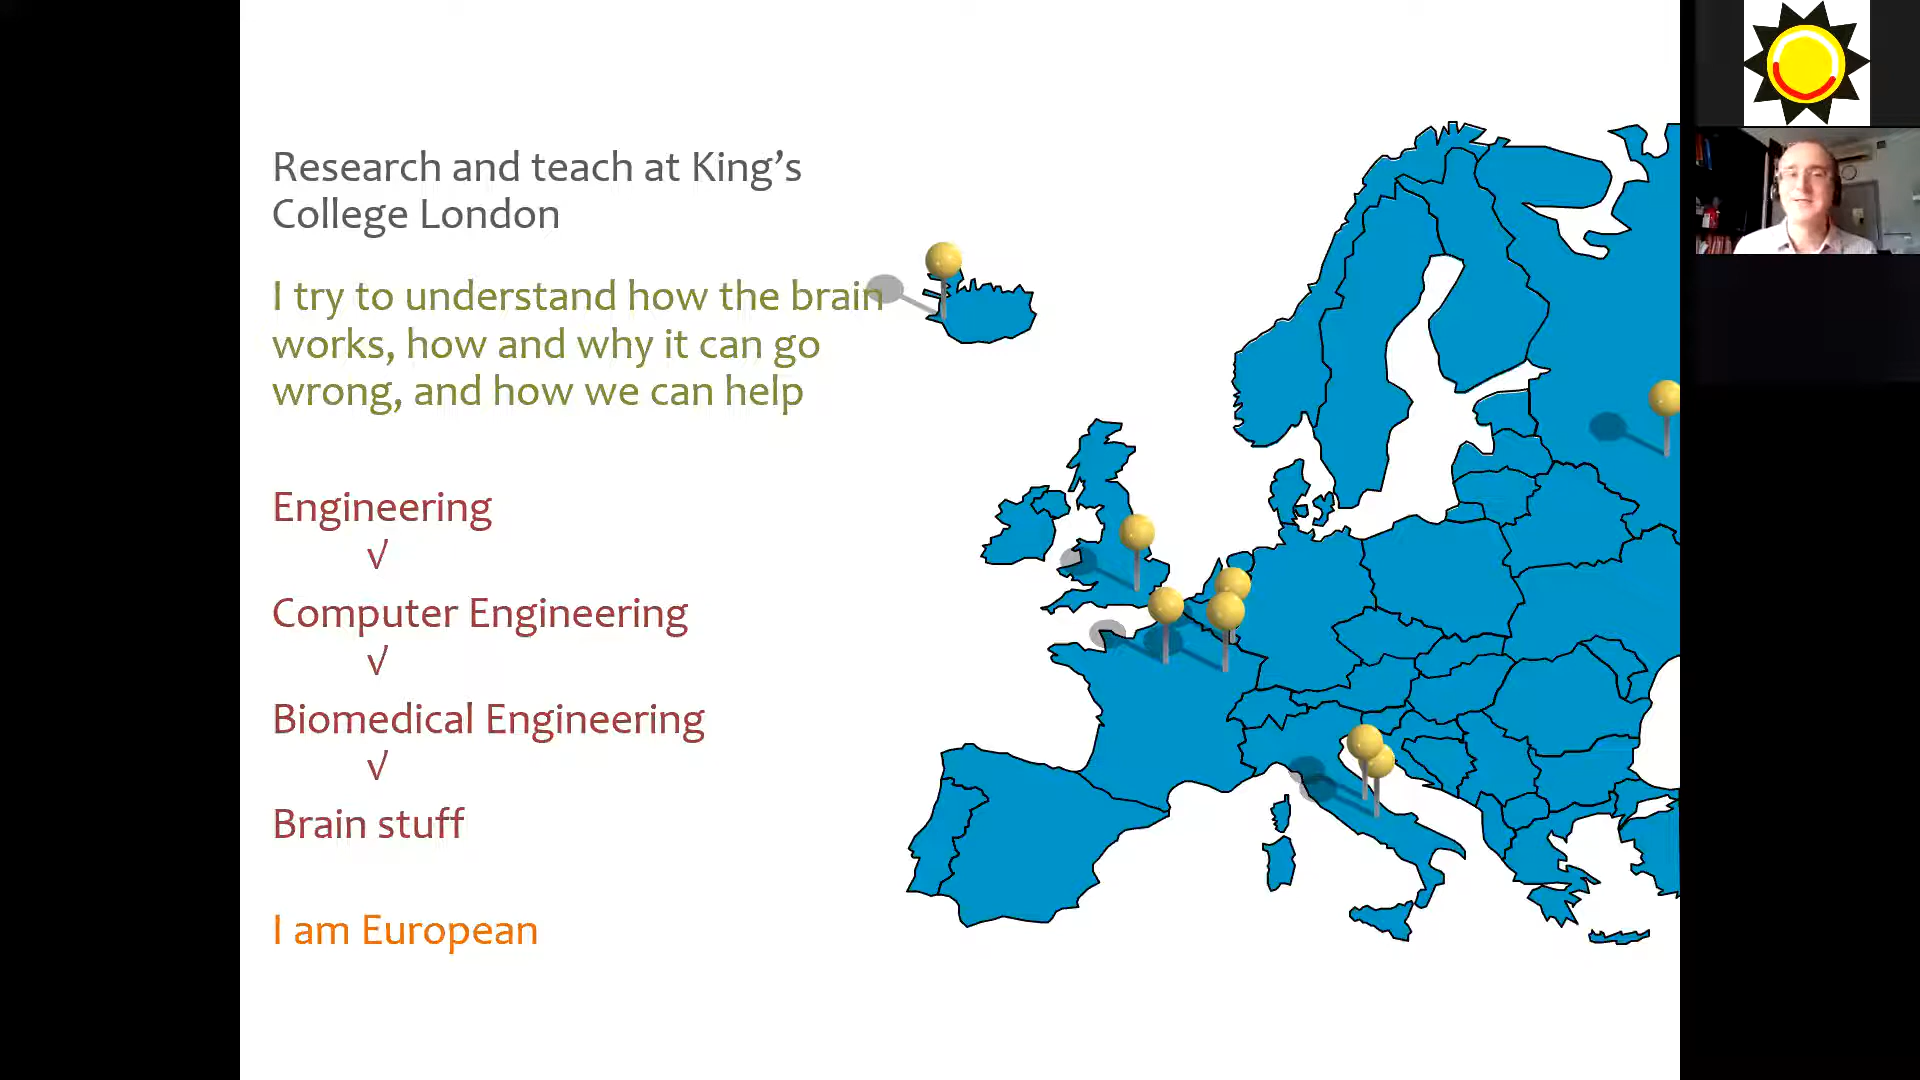 Research and teach at King’s
College London
I try to understand how the brain
works, how and why it can go
wrong, and how we can help
Engineering
√
Computer Engineering
√
Biomedical Engineering
√
Brain stuff
I am European